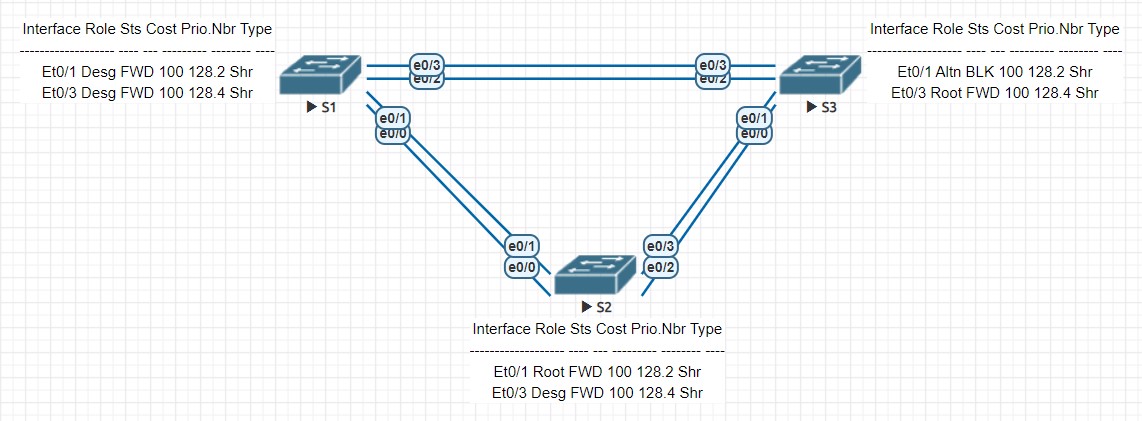 Interface Role Sts Cost Prio.Nbr Type
------------------- ---- --- --------- -------- ----
Et0/1 Desg FWD 100 128.2 Shr
Et0/3 Desg FWD 100 128.4 Shr
S1
e0/3
e0/2
e0/1
e0/0
e0/3
e0/2
e0/1
e0/0
S3
Interface Role Sts Cost Prio.Nbr Type
------------------- ---- --- --------- -------- ----
Et0/1 Altn BLK 100 128.2 Shr
Et0/3 Root FWD 100 128.4 Shr
e0/1
e0/0
e0/3
e0/2
S2
Interface Role Sts Cost Prio.Nbr Type
------------------- ---- --- --------- -------- ----
Et0/1 Root FWD 100 128.2 Shr
Et0/3 Desg FWD 100 128.4 Shr